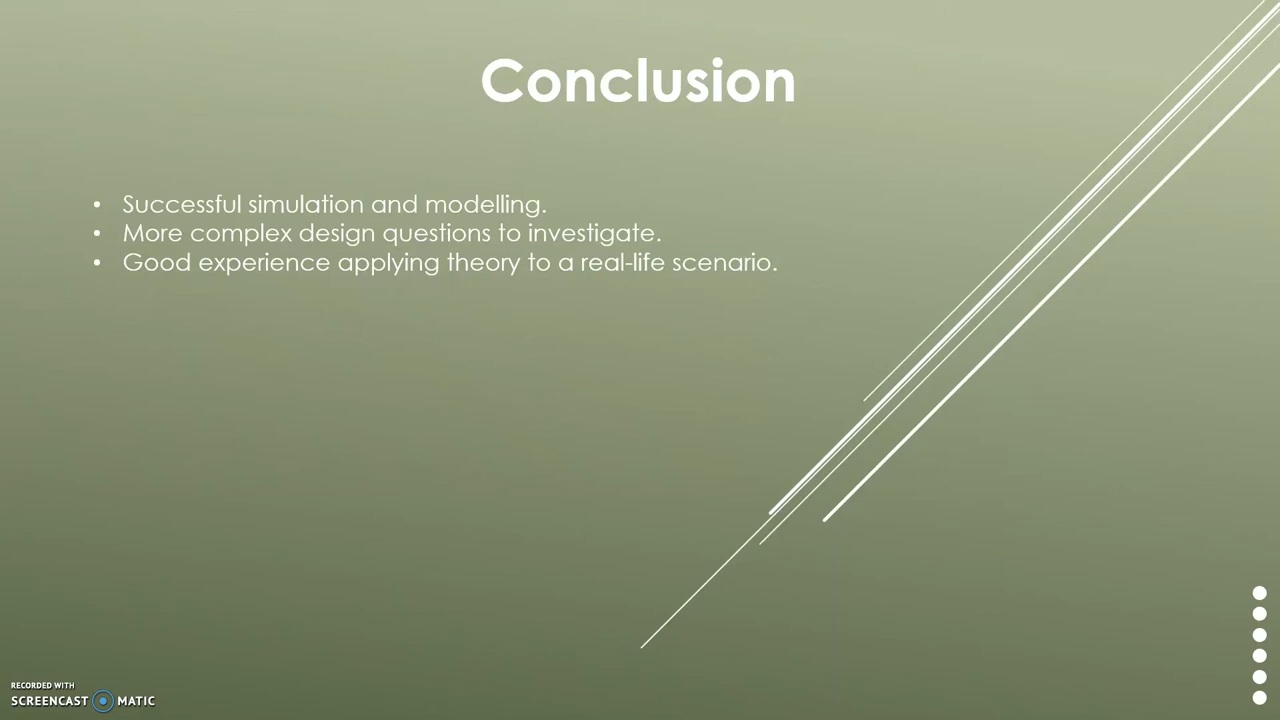 Conclusion
• Successful simulation and modelling.
• More complex design questions to investigate.
• Good experience applying theory to a real-life scenario.
RECORDED WITH
SCREENCAST MATIC